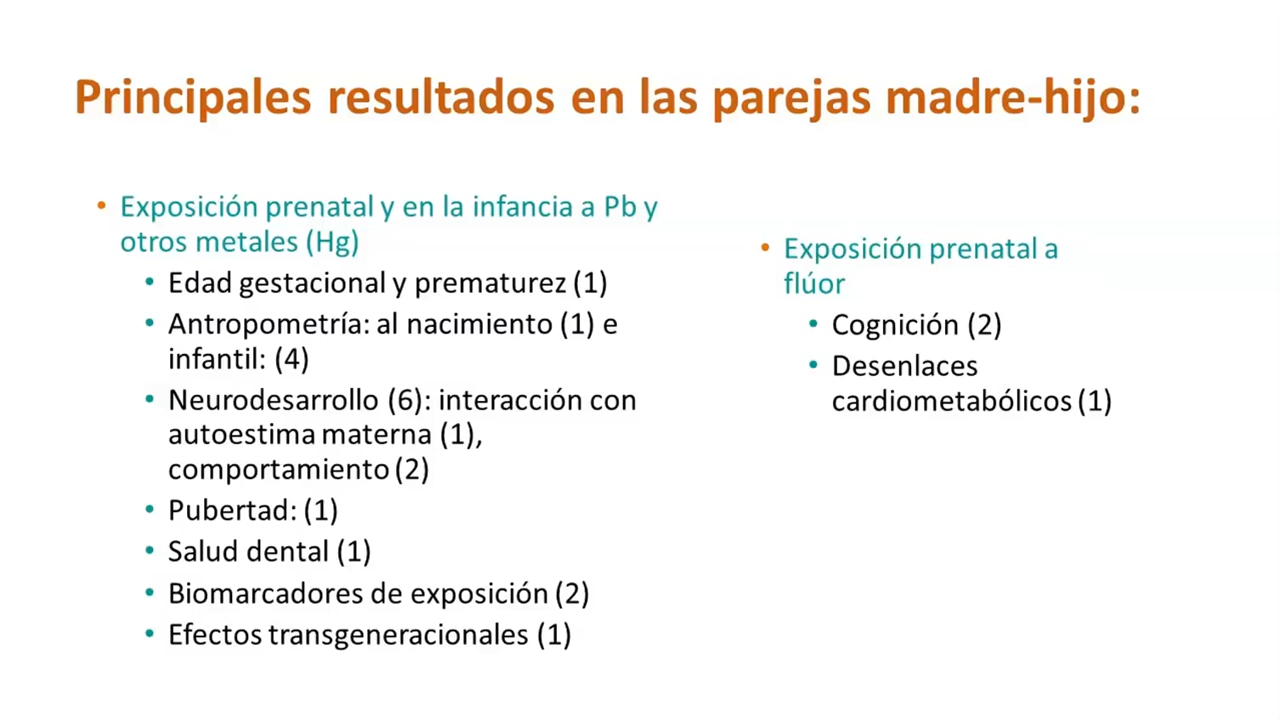 Principales resultados en las parejas madre-hijo:
• Exposición prenatal y en la infancia a Pb y
otros metales (Hg)
• Edad gestacional y prematurez (1)
• Antropometría: al nacimiento (1) e
infantil: (4)
• Neurodesarrollo (6): interacción con
autoestima materna (1),
comportamiento (2)
• Pubertad: (1)
• Salud dental (1)
• Biomarcadores de exposición (2)
• Efectos transgeneracionales (1)
• Exposición prenatal a
flúor
• Cognición (2)
• Desenlaces
cardiometabólicos (1)